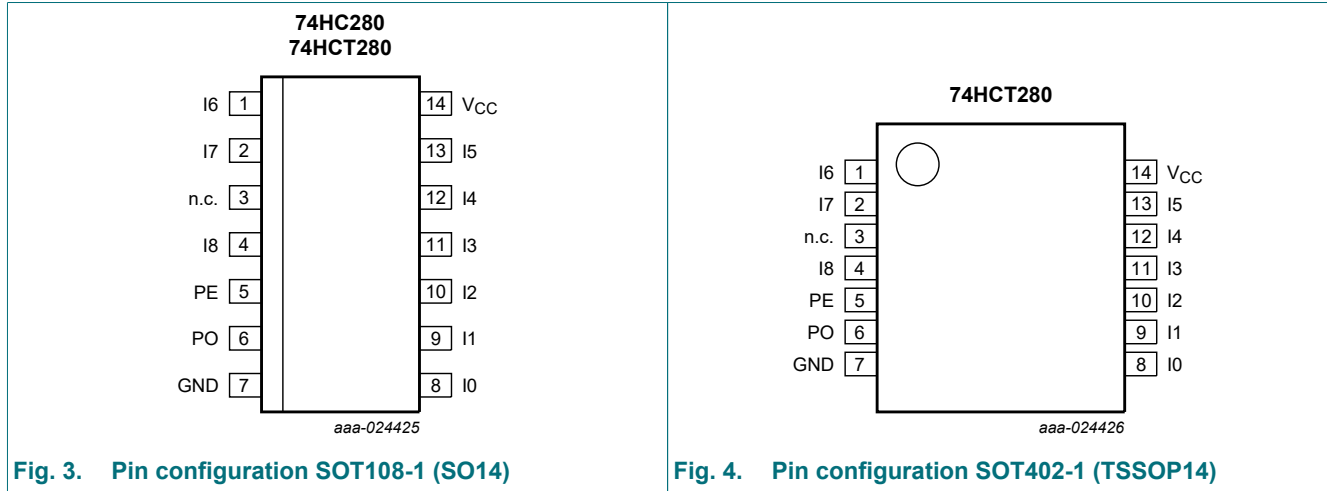 74HC280
74HCT280
I6 1 14 VCC
I7 2 13 I5
n.c. 3 12 I4
I8 4 11 I3
PE 5 10 I2
PO 6 9 I1
GND 7 8 I0
aaa-024425
Fig. 3. Pin configuration SOT108-1 (SO14)
74HCT280
I6 1 14 VCC
I7 2 13 I5
n.c. 3 12 I4
I8 4 11 I3
PE 5 10 I2
PO 6 9 I1
GND 7 8 I0
aaa-024426
Fig. 4. Pin configuration SOT402-1 (TSSOP14)